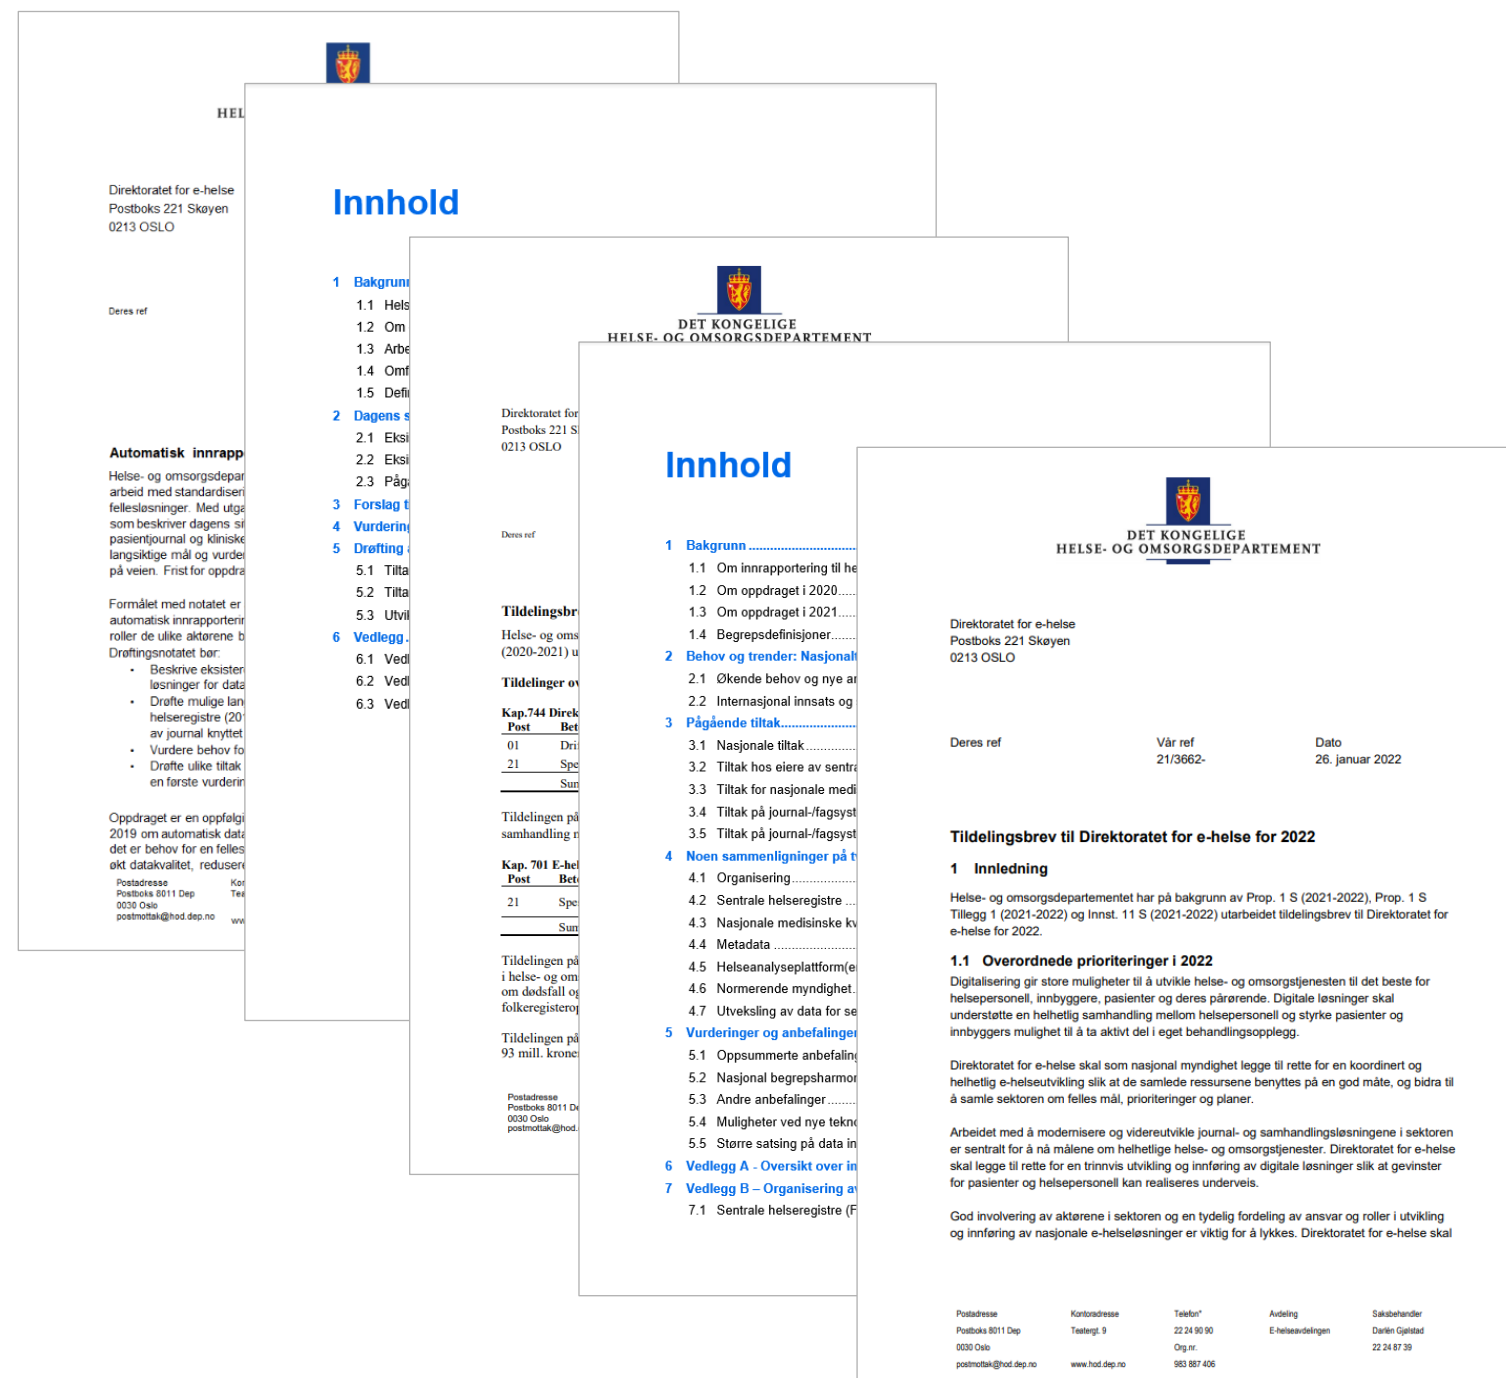 HEL
Direktoratet for e-helse
Postboks 221 Skøyen
0213 OSLO
Deres ref
Automatisk innrapp
Helse- og omsorgsdepar
arbeid med standardiseri
fellesløsninger. Med utga
som beskriver dagens si
pasientjournal og kliniske
langsiktige mål og vurde
på veien. Frist for oppdra
Formålet med notatet er
automatisk innrapporterin
roller de ulike aktørene b
Drøftingsnotatet bør:
• Beskrive eksister
løsninger for data
• Drøfte mulige lan
helseregistre (201
av journal knyttet
• Vurdere behov fo
• Drøfte ulike tiltak
en første vurderin
Oppdraget er en oppfølgi
2019 om automatisk data
det er behov for en felles
økt datakvalitet, redusere
Postadresse
Postboks 8011 Dep
0030 Oslo
postmottak@hod.dep.no
Kor
Tea
ww
Innhold
1 Bakgrunn
1.1 Hels
1.2 Om
1.3 Arbe
1.4 Omf
1.5 Defin
2 Dagens s
2.1 Eksi
2.2 Eksi
2.3 Påg
3 Forslag t
4 Vurdering
5 Drøfting
5.1 Tilta
5.2 Tilta
5.3 Utvi
6 Vedlegg.
6.1 Vedl
6.2 Vedl
6.3 Vedl
DET KONGELIGE
HELSE- OG OMSORGSDEPARTEMENT
Direktoratet for
Postboks 221 S
0213 OSLO
Deres ref
Tildelingsbr
Helse- og oms
(2020-2021) u
Tildelinger ov
Kap.744 Direk
Post Bet
01 Dri
21 Spe
Sum
Tildelingen på
samhandling
Kap. 701 E-hel
Post Bet
21 Spe
Sum
Tildelingen på
i helse- og om
om dødsfall og
folkeregisterop
Tildelingen på
93 mill. krone
Postadresse
Postboks 8011 De
0030 Oslo
postmottak@hod.
Innhold
1 Bakgrunn
1.1 Om innrapportering til he
1.2 Om oppdraget i 2020
1.3 Om oppdraget i 2021
1.4 Begrepsdefinisjoner
2 Behov og trender: Nasjonalt
2.1 Økende behov og nye ar
2.2 Internasjonal innsats og
3 Pågående tiltak
3.1 Nasjonale tiltak
3.2 Tiltak hos eiere av sentra
3.3 Tiltak for nasjonale medi
3.4 Tiltak på journal-/fagsyst
3.5 Tiltak på journal-/fagsyst
4 Noen sammenligninger på t
4.1 Organisering
4.2 Sentrale helseregistre
4.3 Nasjonale medisinske kv
4.4 Metadata
4.5 Helseanalyseplattform(e
4.6 Normerende myndighet
4.7 Utveksling av data for se
5 Vurderinger og anbefalinger
5.1 Oppsummerte anbefaling
5.2 Nasjonal begrepsharmon
5.3 Andre anbefalinger
5.4 Muligheter ved nye tekno
5.5 Større satsing på data in
6 Vedlegg A - Oversikt over in
7 Vedlegg B – Organisering av
7.1 Sentrale helseregistre (F
DET KONGELIGE
HELSE- OG OMSORGSDEPARTEMENT
Direktoratet for e-helse
Postboks 221 Skøyen
0213 OSLO
Deres ref Vår ref Dato
21/3662- 26. januar 2022
Tildelingsbrev til Direktoratet for e-helse for 2022
1 Innledning
Helse- og omsorgsdepartementet har på bakgrunn av Prop. 1 S (2021-2022), Prop. 1 S
Tillegg 1 (2021-2022) og Innst. 11 S (2021-2022) utarbeidet tildelingsbrev til Direktoratet for
e-helse for 2022.
1.1 Overordnede prioriteringer i 2022
Digitalisering gir store muligheter til å utvikle helse- og omsorgstjenesten til det beste for
helsepersonell, innbyggere, pasienter og deres pårørende. Digitale løsninger skal
understøtte en helhetlig samhandling mellom helsepersonell og styrke pasienter og
innbyggers mulighet til å ta aktivt del i eget behandlingsopplegg.
Direktoratet for e-helse skal som nasjonal myndighet legge til rette for en koordinert og
helhetlig e-helseutvikling slik at de samlede ressursene benyttes på en god måte, og bidra til
å samle sektoren om felles mål, prioriteringer og planer.
Arbeidet med å modernisere og videreutvikle journal- og samhandlingsløsningene i sektoren
er sentralt for å nå målene om helhetlige helse- og omsorgstjenester. Direktoratet for e-helse
skal legge til rette for en trinnvis utvikling og innføring av digitale løsninger slik at gevinster
for pasienter og helsepersonell kan realiseres underveis.
God involvering av aktørene i sektoren og en tydelig fordeling av ansvar og roller i utvikling
og innføring av nasjonale e-helseløsninger er viktig for å lykkes. Direktoratet for e-helse skal
Postadresse Kontoradresse Telefon* Avdeling Saksbehandler
Postboks 8011 Dep Teatergt. 9 22 24 90 90 E-helseavdelingen Darlén Gjølstad
0030 Oslo Org.nr. 22 24 87 39
postmottak@hod.dep.no www.hod.dep.no 983 887 406